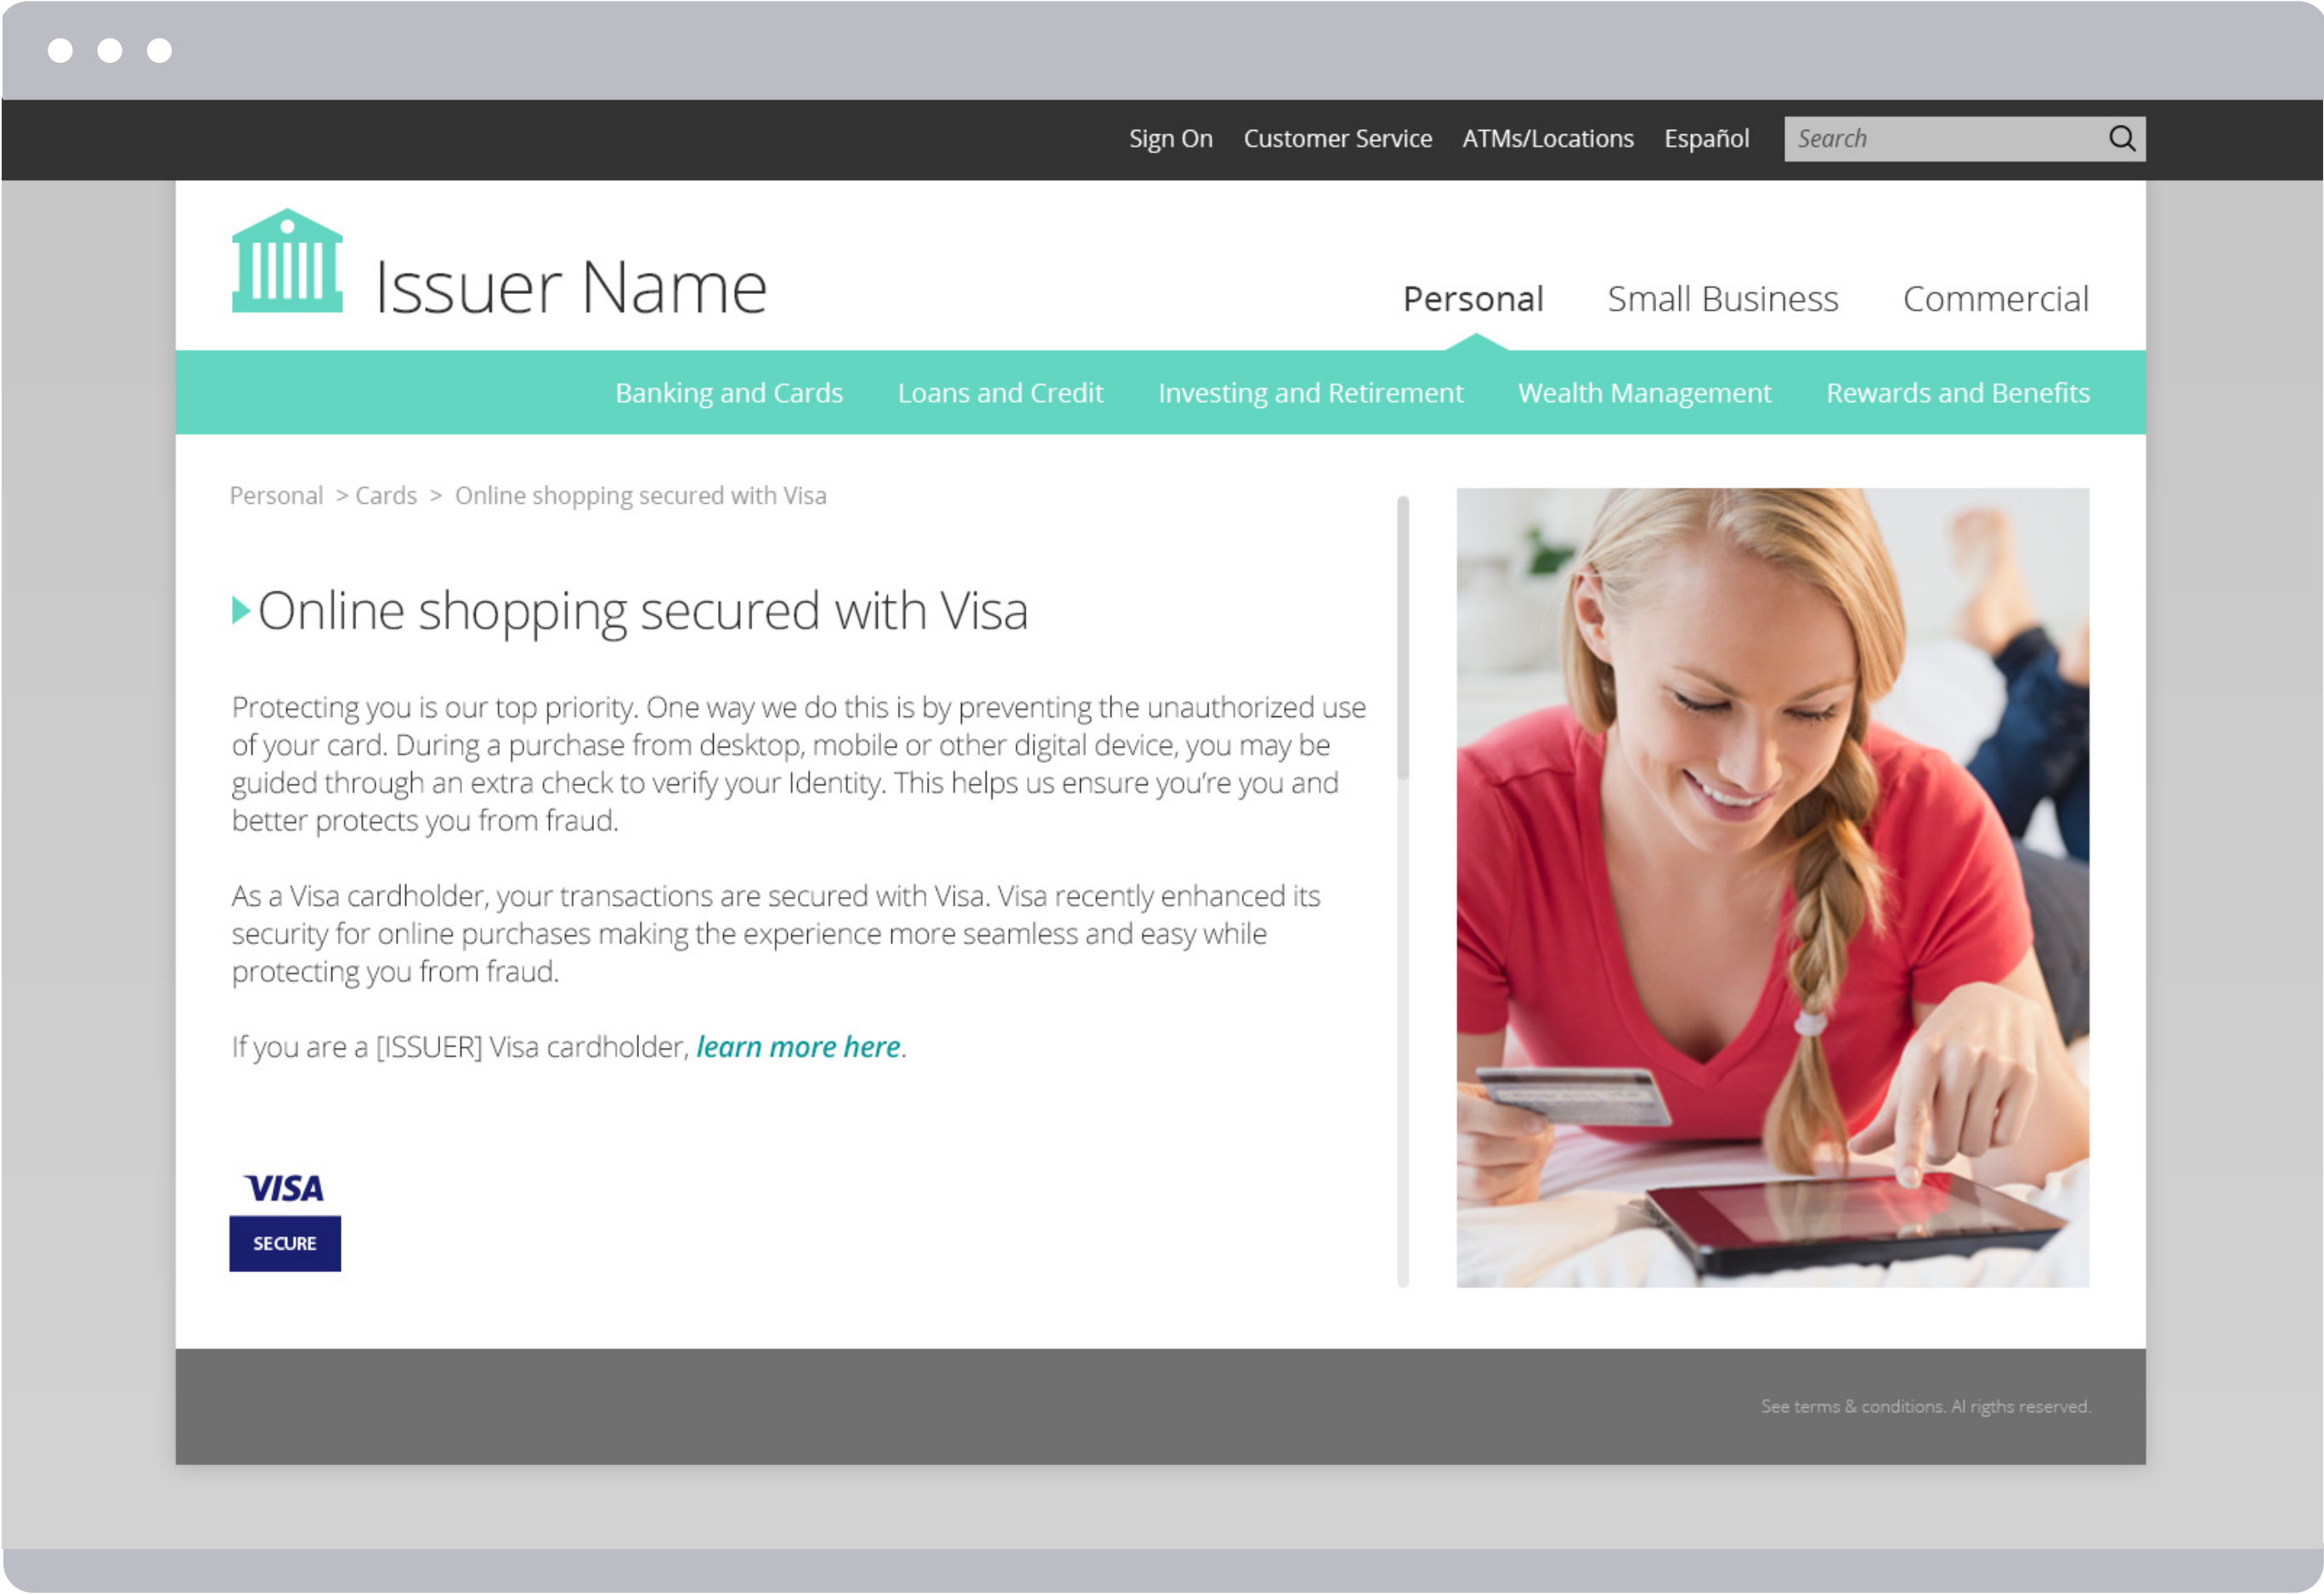 Sign On Customer Service ATMs/Locations Español Search
Issuer Name
Personal Small Business Commercial
Banking and Cards Loans and Credit Investing and Retirement Wealth Management Rewards and Benefits
Personal > Cards > Online shopping secured with Visa
Online shopping secured with Visa
Protecting you is our top priority. One way we do this is by preventing the unauthorized use
of your card. During a purchase from desktop, mobile or other digital device, you may be
guided through an extra check to verify your Identity. This helps us ensure you’re you and
better protects you from fraud.
As a Visa cardholder, your transactions are secured with Visa. Visa recently enhanced its
security for online purchases making the experience more seamless and easy while
protecting you from fraud.
If you are a [ISSUER] Visa cardholder, learn more here.
VISA
SECURE
See terms & conditions. Al rigths reserved.